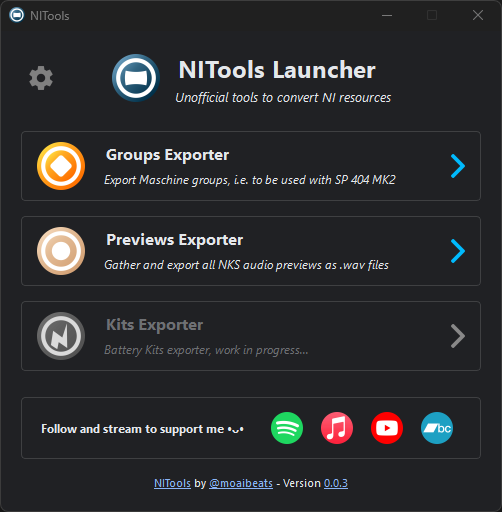 NITools
NITools Launcher
Unofficial tools to convert NI resources
Groups Exporter
Export Maschine groups, i.e. to be used with SP 404 MK2
Previews Exporter
Gather and export all NKS audio previews as .wav files
Kits Exporter
Battery Kits exporter, work in progress...
Follow and stream to support me •ᴗ•
bc
NITools by @moaibeats - Version 0.0.3